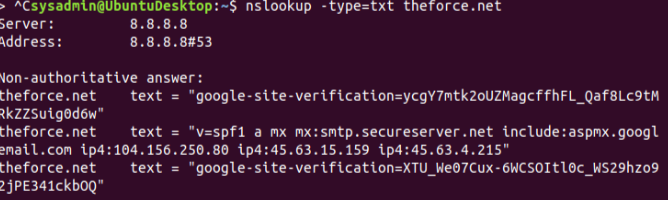 > ^Csysadmin@UbuntuDesktop:~$ nslookup -type=txt theforce.net
Server: 8.8.8.8
Address: 8.8.8.8#53
Non-authoritative answer:
theforce.net text = "google-site-verification=ycgY7mtk2oUZMagcffhFL_Qaf8Lc9tM
RkZZSuig0d6w"
theforce.net text = "v=spf1 a mx mx:smtp.secureserver.net include:aspmx.googl
email.com ip4:104.156.250.80 ip4:45.63.15.159 ip4:45.63.4.215"
theforce.net text = "google-site-verification=XTU_We07Cux-6WCSOItl0c_WS29hzo9
2jPE341ckbOQ"